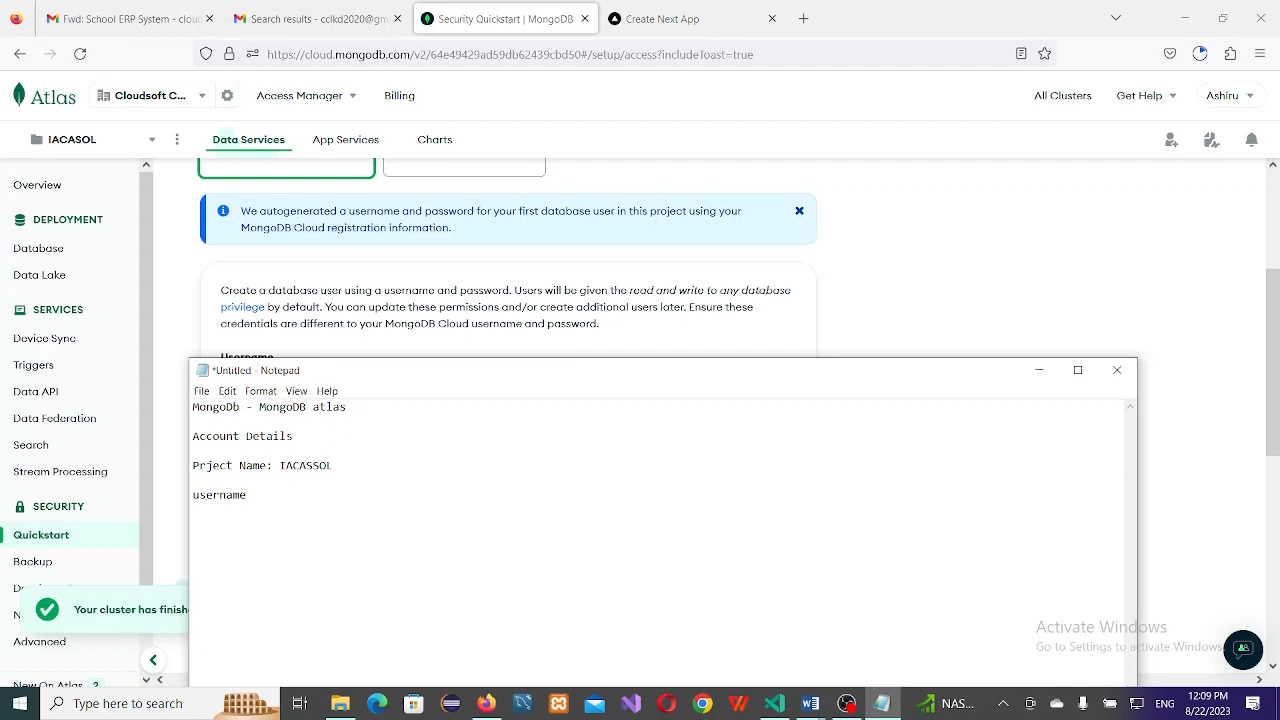 Fwd: School ERP System - clou
Search results - cclkd2020@gm
Security Quickstart | MongoDB
Create Next App
https://cloud.mongodb.com/v2/64e49429ad59db62439cbd50#/setup/access?includeToast=true
Atlas
Cloudsoft C...
Access Manager
Billing
All Clusters
Get Help
Ashiru
IACASOL
Data Services
App Services
Charts
Overview
DEPLOYMENT
Database
Data Lake
SERVICES
Device Sync
Triggers
Data API
Data Federation
Search
Stream Processing
SECURITY
Quickstart
Backup
Advanced
New On Atlas 2
We autogenerated a username and password for your first database user in this project using your
MongoDB Cloud registration information.
Create a database user using a username and password. Users will be given the read and write to any database
privilege by default. You can update these permissions and/or create additional users later. Ensure these
credentials are different to your MongoDB Cloud username and password.
Username
*Untitled - Notepad
File Edit Format View Help
MongoDb - MongoDB atlas
Account Details
Prject Name: IACASSOL
username
Your cluster has finish
Activate Windows
Go to Settings to activate Windows.
Type here to search
NAS...
ENG
12:09 PM
8/22/2023